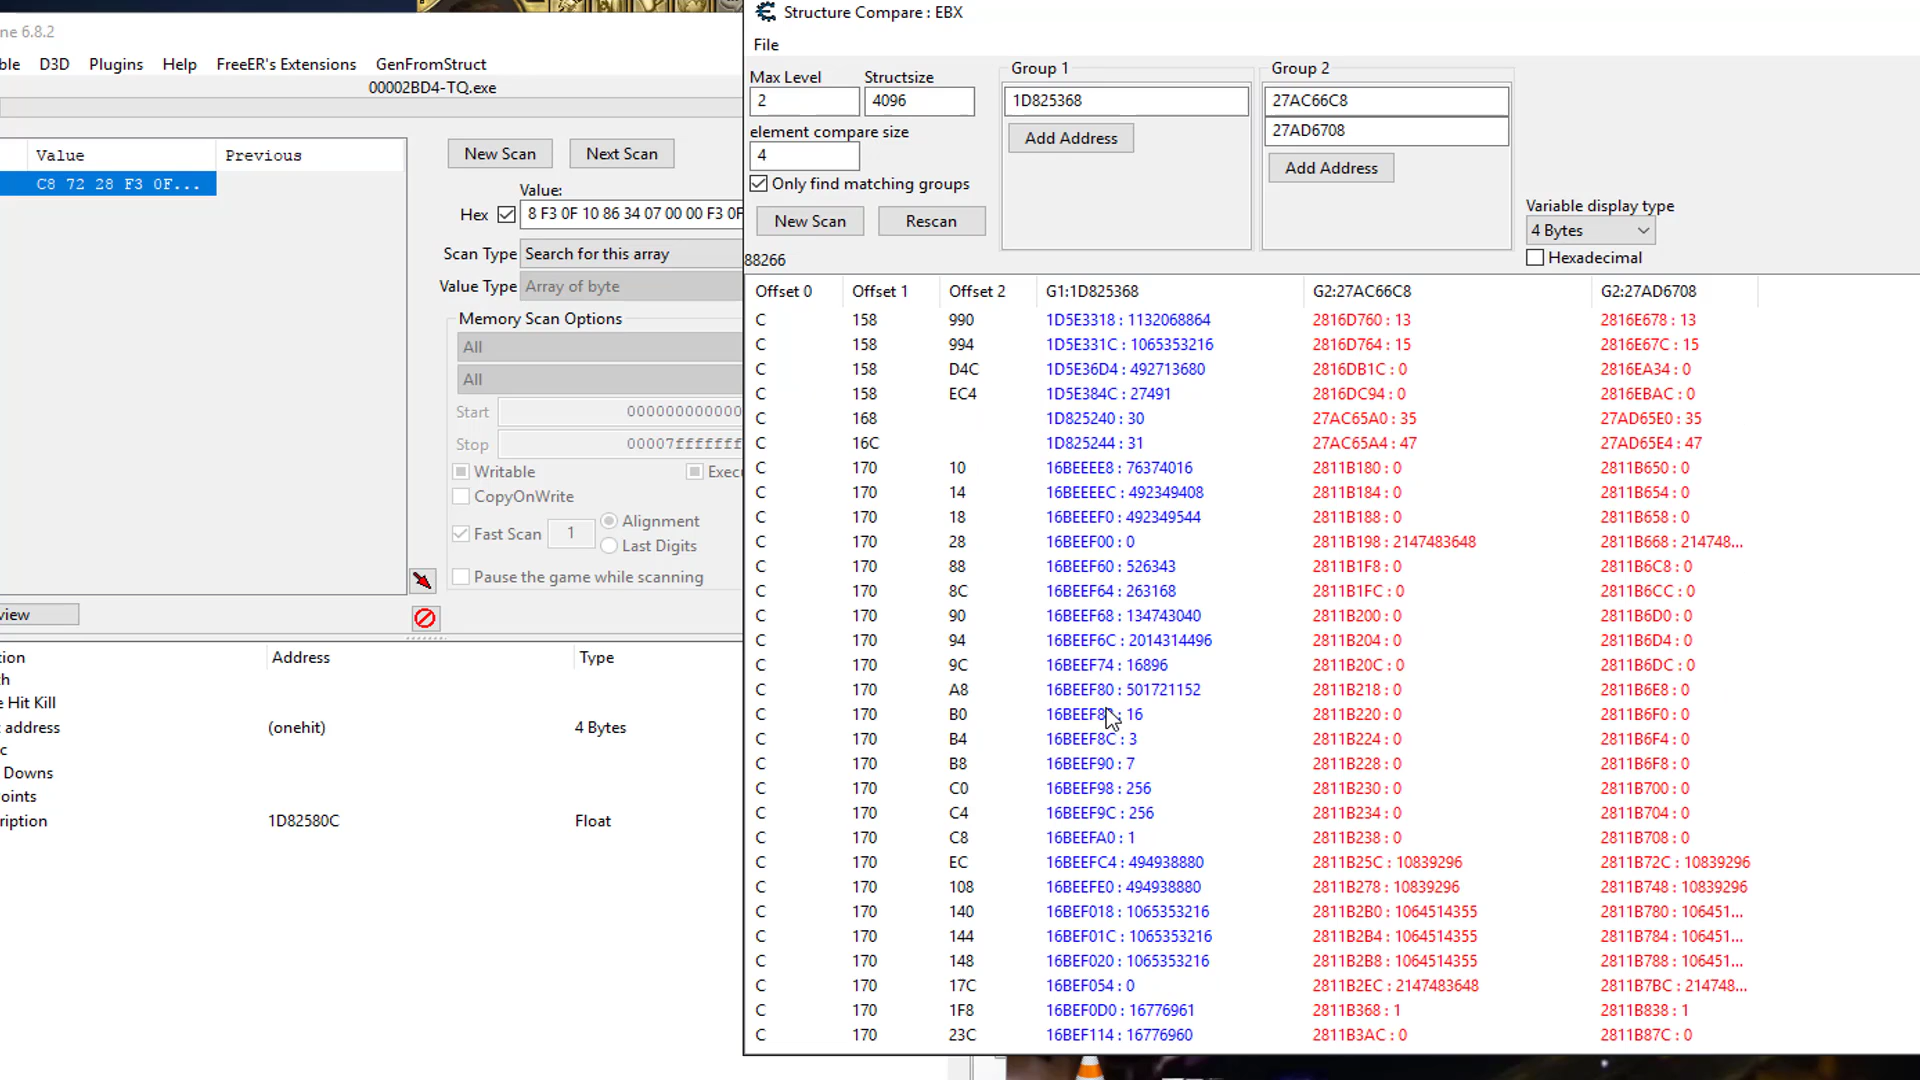 ne 6.8.2
ble D3D Plugins Help FreeER's Extensions GenFromStruct
00002BD4-TQ.exe
Value Previous
C8 72 28 F3 0F...
New Scan Next Scan
Value:
Hex 8 F3 0F 10 86 34 07 00 00 F3 0F
Scan Type Search for this array
Value Type Array of byte
Memory Scan Options
All
All
Start 000000000000
Stop 00007fffffff
Writable Execu
CopyOnWrite
Fast Scan 1 Alignment
Last Digits
Pause the game while scanning
view
tion Address Type
h
e Hit Kill
t address (onehit) 4 Bytes
c
Downs
oints
ription 1D82580C Float
Structure Compare : EBX
File
Max Level Structsize
2 4096
element compare size
4
Only find matching groups
New Scan Rescan
Group 1
1D825368
Add Address
Group 2
27AC66C8
27AD6708
Add Address
Variable display type
4 Bytes
Hexadecimal
88266
Offset 0 Offset 1 Offset 2 G1:1D825368 G2:27AC66C8 G2:27AD6708
C 158 990 1D5E3318 : 1132068864 2816D760 : 13 2816E678 : 13
C 158 994 1D5E331C : 1065353216 2816D764 : 15 2816E67C : 15
C 158 D4C 1D5E36D4 : 492713680 2816DB1C : 0 2816EA34 : 0
C 158 EC4 1D5E384C : 27491 2816DC94 : 0 2816EBAC : 0
C 168 1D825240 : 30 27AC65A0 : 35 27AD65E0 : 35
C 16C 1D825244 : 31 27AC65A4 : 47 27AD65E4 : 47
C 170 10 16BEEEE8 : 76374016 2811B180 : 0 2811B650 : 0
C 170 14 16BEEEEC : 492349408 2811B184 : 0 2811B654 : 0
C 170 18 16BEEEF0 : 492349544 2811B188 : 0 2811B658 : 0
C 170 28 16BEEF00 : 0 2811B198 : 2147483648 2811B668 : 214748...
C 170 88 16BEEF60 : 526343 2811B1F8 : 0 2811B6C8 : 0
C 170 8C 16BEEF64 : 263168 2811B1FC : 0 2811B6CC : 0
C 170 90 16BEEF68 : 134743040 2811B200 : 0 2811B6D0 : 0
C 170 94 16BEEF6C : 2014314496 2811B204 : 0 2811B6D4 : 0
C 170 9C 16BEEF74 : 16896 2811B20C : 0 2811B6DC : 0
C 170 A8 16BEEF80 : 501721152 2811B218 : 0 2811B6E8 : 0
C 170 B0 : 16 2811B220 : 0 2811B6F0 : 0
C 170 B4 16BEEF8C : 3 2811B224 : 0 2811B6F4 : 0
C 170 B8 16BEEF90 : 7 2811B228 : 0 2811B6F8 : 0
C 170 C0 16BEEF98 : 256 2811B230 : 0 2811B700 : 0
C 170 C4 16BEEF9C : 256 2811B234 : 0 2811B704 : 0
C 170 C8 16BEEFA0 : 1 2811B238 : 0 2811B708 : 0
C 170 EC 16BEEFC4 : 494938880 2811B25C : 10839296 2811B72C : 10839296
C 170 108 16BEEFE0 : 494938880 2811B278 : 10839296 2811B748 : 10839296
C 170 140 16BEF018 : 1065353216 2811B2B0 : 1064514355 2811B780 : 106451...
C 170 144 16BEF01C : 1065353216 2811B2B4 : 1064514355 2811B784 : 106451...
C 170 148 16BEF020 : 1065353216 2811B2B8 : 1064514355 2811B788 : 106451...
C 170 17C 16BEF054 : 0 2811B2EC : 2147483648 2811B7BC : 214748...
C 170 1F8 16BEF0D0 : 16776961 2811B368 : 1 2811B838 : 1
C 170 23C 16BEF114 : 16776960 2811B3AC : 0 2811B87C : 0